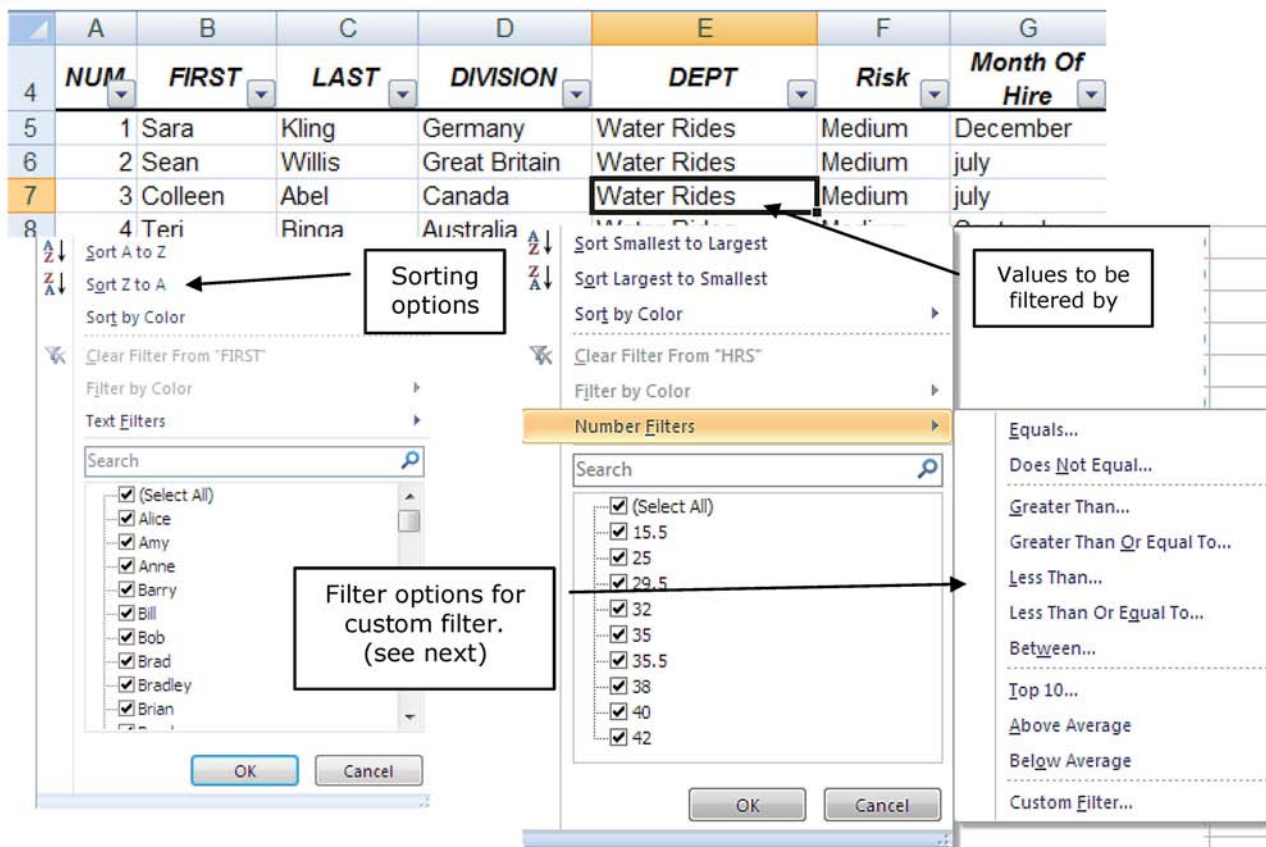 A B C D E F G
4 NUM FIRST LAST DIVISION DEPT Risk Month Of Hire
5 1 Sara Kling Germany Water Rides Medium December
6 2 Sean Willis Great Britain Water Rides Medium july
7 3 Colleen Abel Canada Water Rides Medium july
8 4 Teri Binga Australia
Sort A to Z
Sort Z to A
Sort by Color
Clear Filter From "FIRST"
Filter by Color
Text Filters
Search
(Select All)
Alice
Amy
Anne
Barry
Bill
Bob
Brad
Bradley
Brian
OK Cancel
Sorting
options
Sort Smallest to Largest
Sort Largest to Smallest
Sort by Color
Clear Filter From "HRS"
Filter by Color
Number Filters
Search
(Select All)
15.5
25
29.5
32
35
35.5
38
40
42
OK Cancel
Values to be
filtered by
Filter options for
custom filter.
(see next)
Equals...
Does Not Equal...
Greater Than...
Greater Than Or Equal To...
Less Than...
Less Than Or Equal To...
Between...
Top 10...
Above Average
Below Average
Custom Filter...